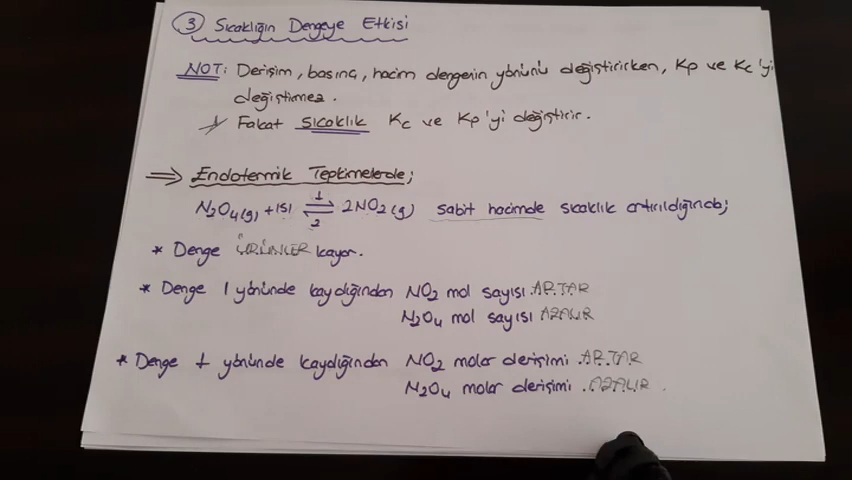 3 Sıcaklığın Dengeye Etkisi
NOT: Derişim, basınç, hacim dengenin yönünü değiştirirken, Kp ve Kc'yi
değiştirmez.
Fakat sıcaklık Kc ve Kp'yi değiştirir.
⇒ Endotermik Tepkimelerde;
1
N₂O₄(g) + ısı ⇌ 2NO₂(g) sabit hacimde sıcaklık artırıldığında;
2
* Denge ÜRÜNLER kayar.
* Denge 1 yönünde kaydığından NO₂ mol sayısı ARTAR
N₂O₄ mol sayısı AZALIR
* Denge 1 yönünde kaydığından NO₂ molar derişimi ARTAR
N₂O₄ molar derişimi AZALIR.